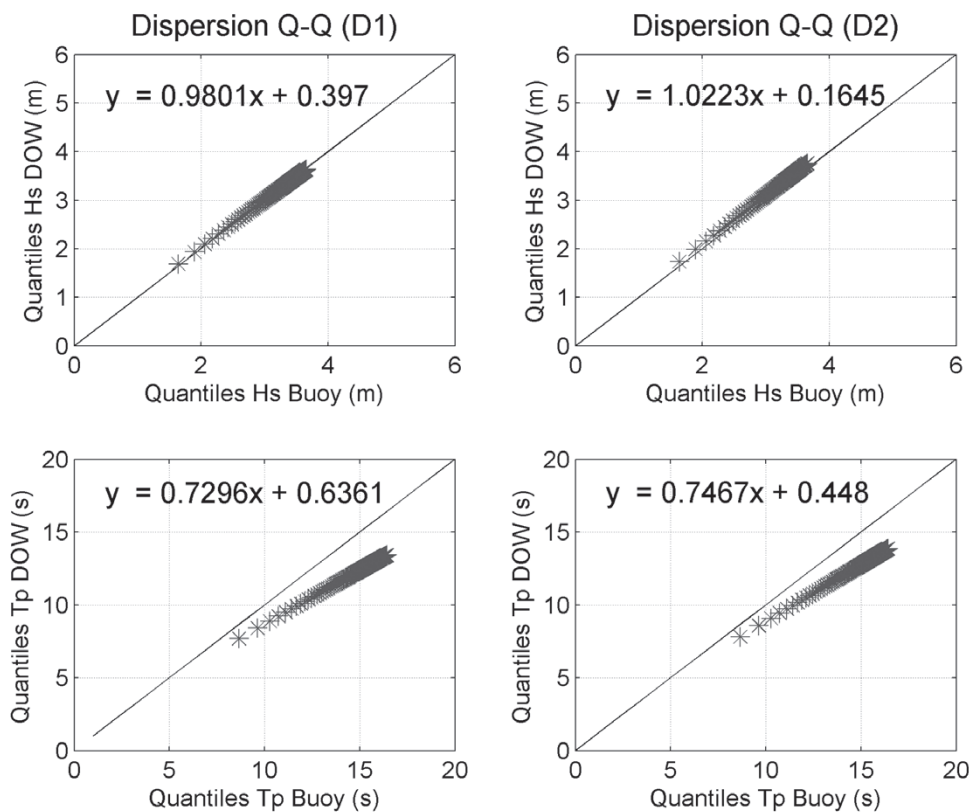 Dispersion Q-Q (D1)
6
5
4
3
2
1
0
Quantiles Hs DOW (m)
y = 0.9801x + 0.397
0 2 4 6
Quantiles Hs Buoy (m)
Dispersion Q-Q (D2)
6
5
4
3
2
1
0
Quantiles Hs DOW (m)
y = 1.0223x + 0.1645
0 2 4 6
Quantiles Hs Buoy (m)
20
15
10
5
0
Quantiles Tp DOW (s)
y = 0.7296x + 0.6361
0 5 10 15 20
Quantiles Tp Buoy (s)
20
15
10
5
0
Quantiles Tp DOW (s)
y = 0.7467x + 0.448
0 5 10 15 20
Quantiles Tp Buoy (s)